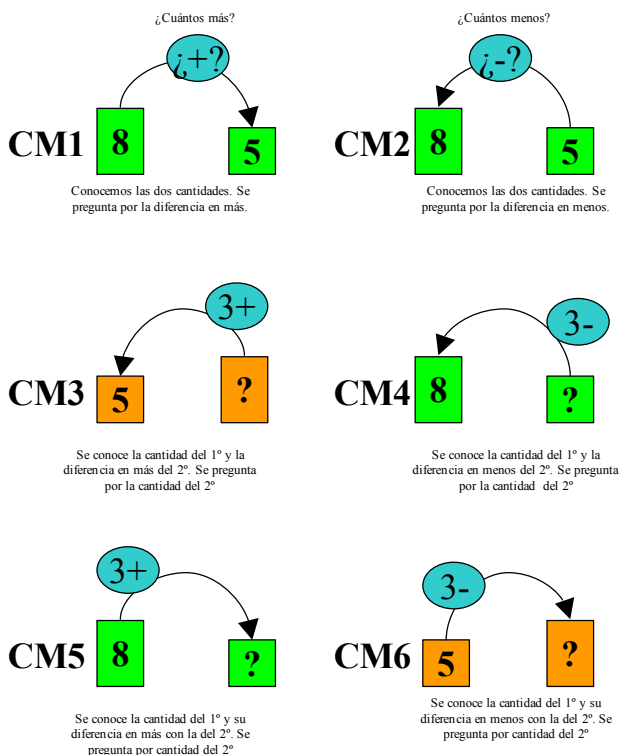 ¿Cuántos más?
¿+?
CM1 8 5
Conocemos las dos cantidades. Se
pregunta por la diferencia en más.
¿Cuántos menos?
¿-?
CM2 8 5
Conocemos las dos cantidades. Se
pregunta por la diferencia en menos.
3+
CM3 5 ?
Se conoce la cantidad del 1º y la
diferencia en más del 2º. Se pregunta
por la cantidad del 2º
3-
CM4 8 ?
Se conoce la cantidad del 1º y la
diferencia en menos del 2º. Se pregunta
por la cantidad del 2º
3+
CM5 8 ?
Se conoce la cantidad del 1º y su
diferencia en más con la del 2º. Se
pregunta por cantidad del 2º
3-
CM6 5 ?
Se conoce la cantidad del 1º y su
diferencia en menos con la del 2º. Se
pregunta por cantidad del 2º